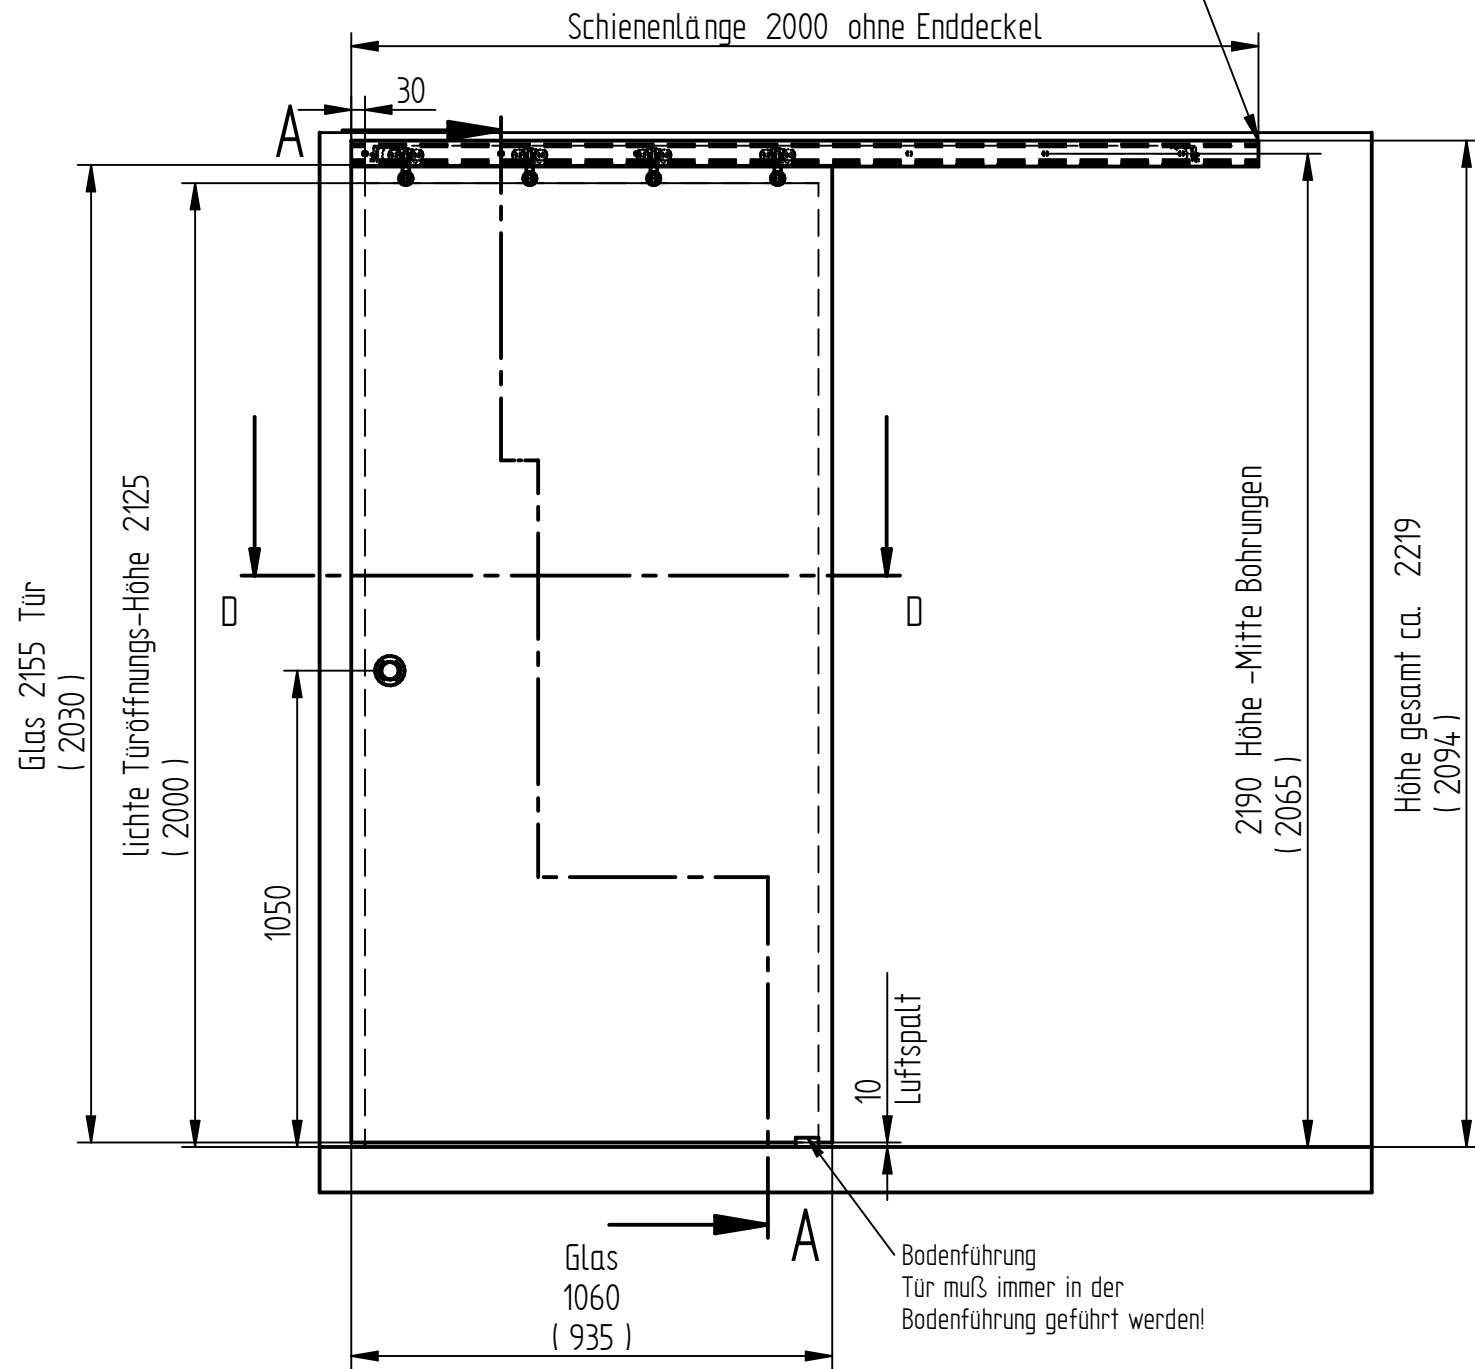 Schienenlänge 2000 ohne Enddeckel
30
A
Glas 2155 Tür
( 2030 )
lichte Türöffnungs-Höhe 2125
( 2000 )
1050
D
D
2190 Höhe -Mitte Bohrungen
( 2065 )
Höhe gesamt ca. 2219
( 2094 )
10
Luftspalt
A
Glas
1060
( 935 )
Bodenführung
Tür muß immer in der
Bodenführung geführt werden!